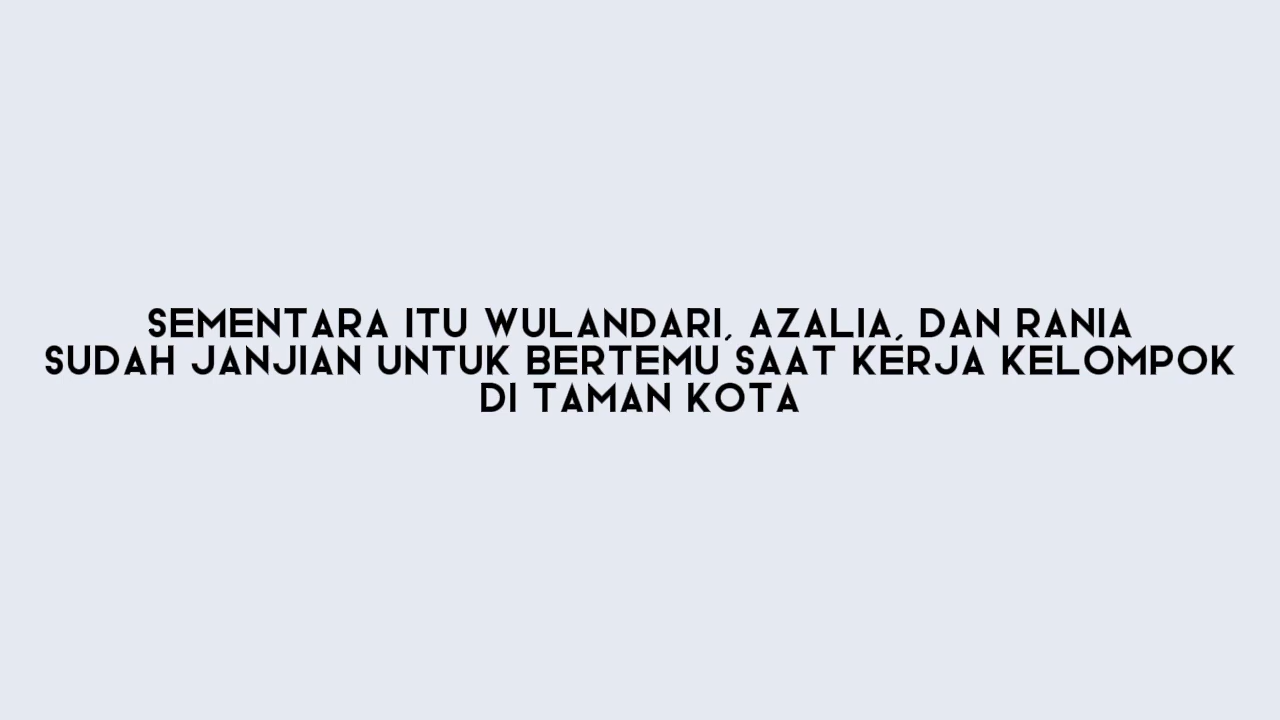 SEMENTARA ITU WULANDARI, AZALIA, DAN RANIA
SUDAH JANJIAN UNTUK BERTEMU SAAT KERJA KELOMPOK
DI TAMAN KOTA